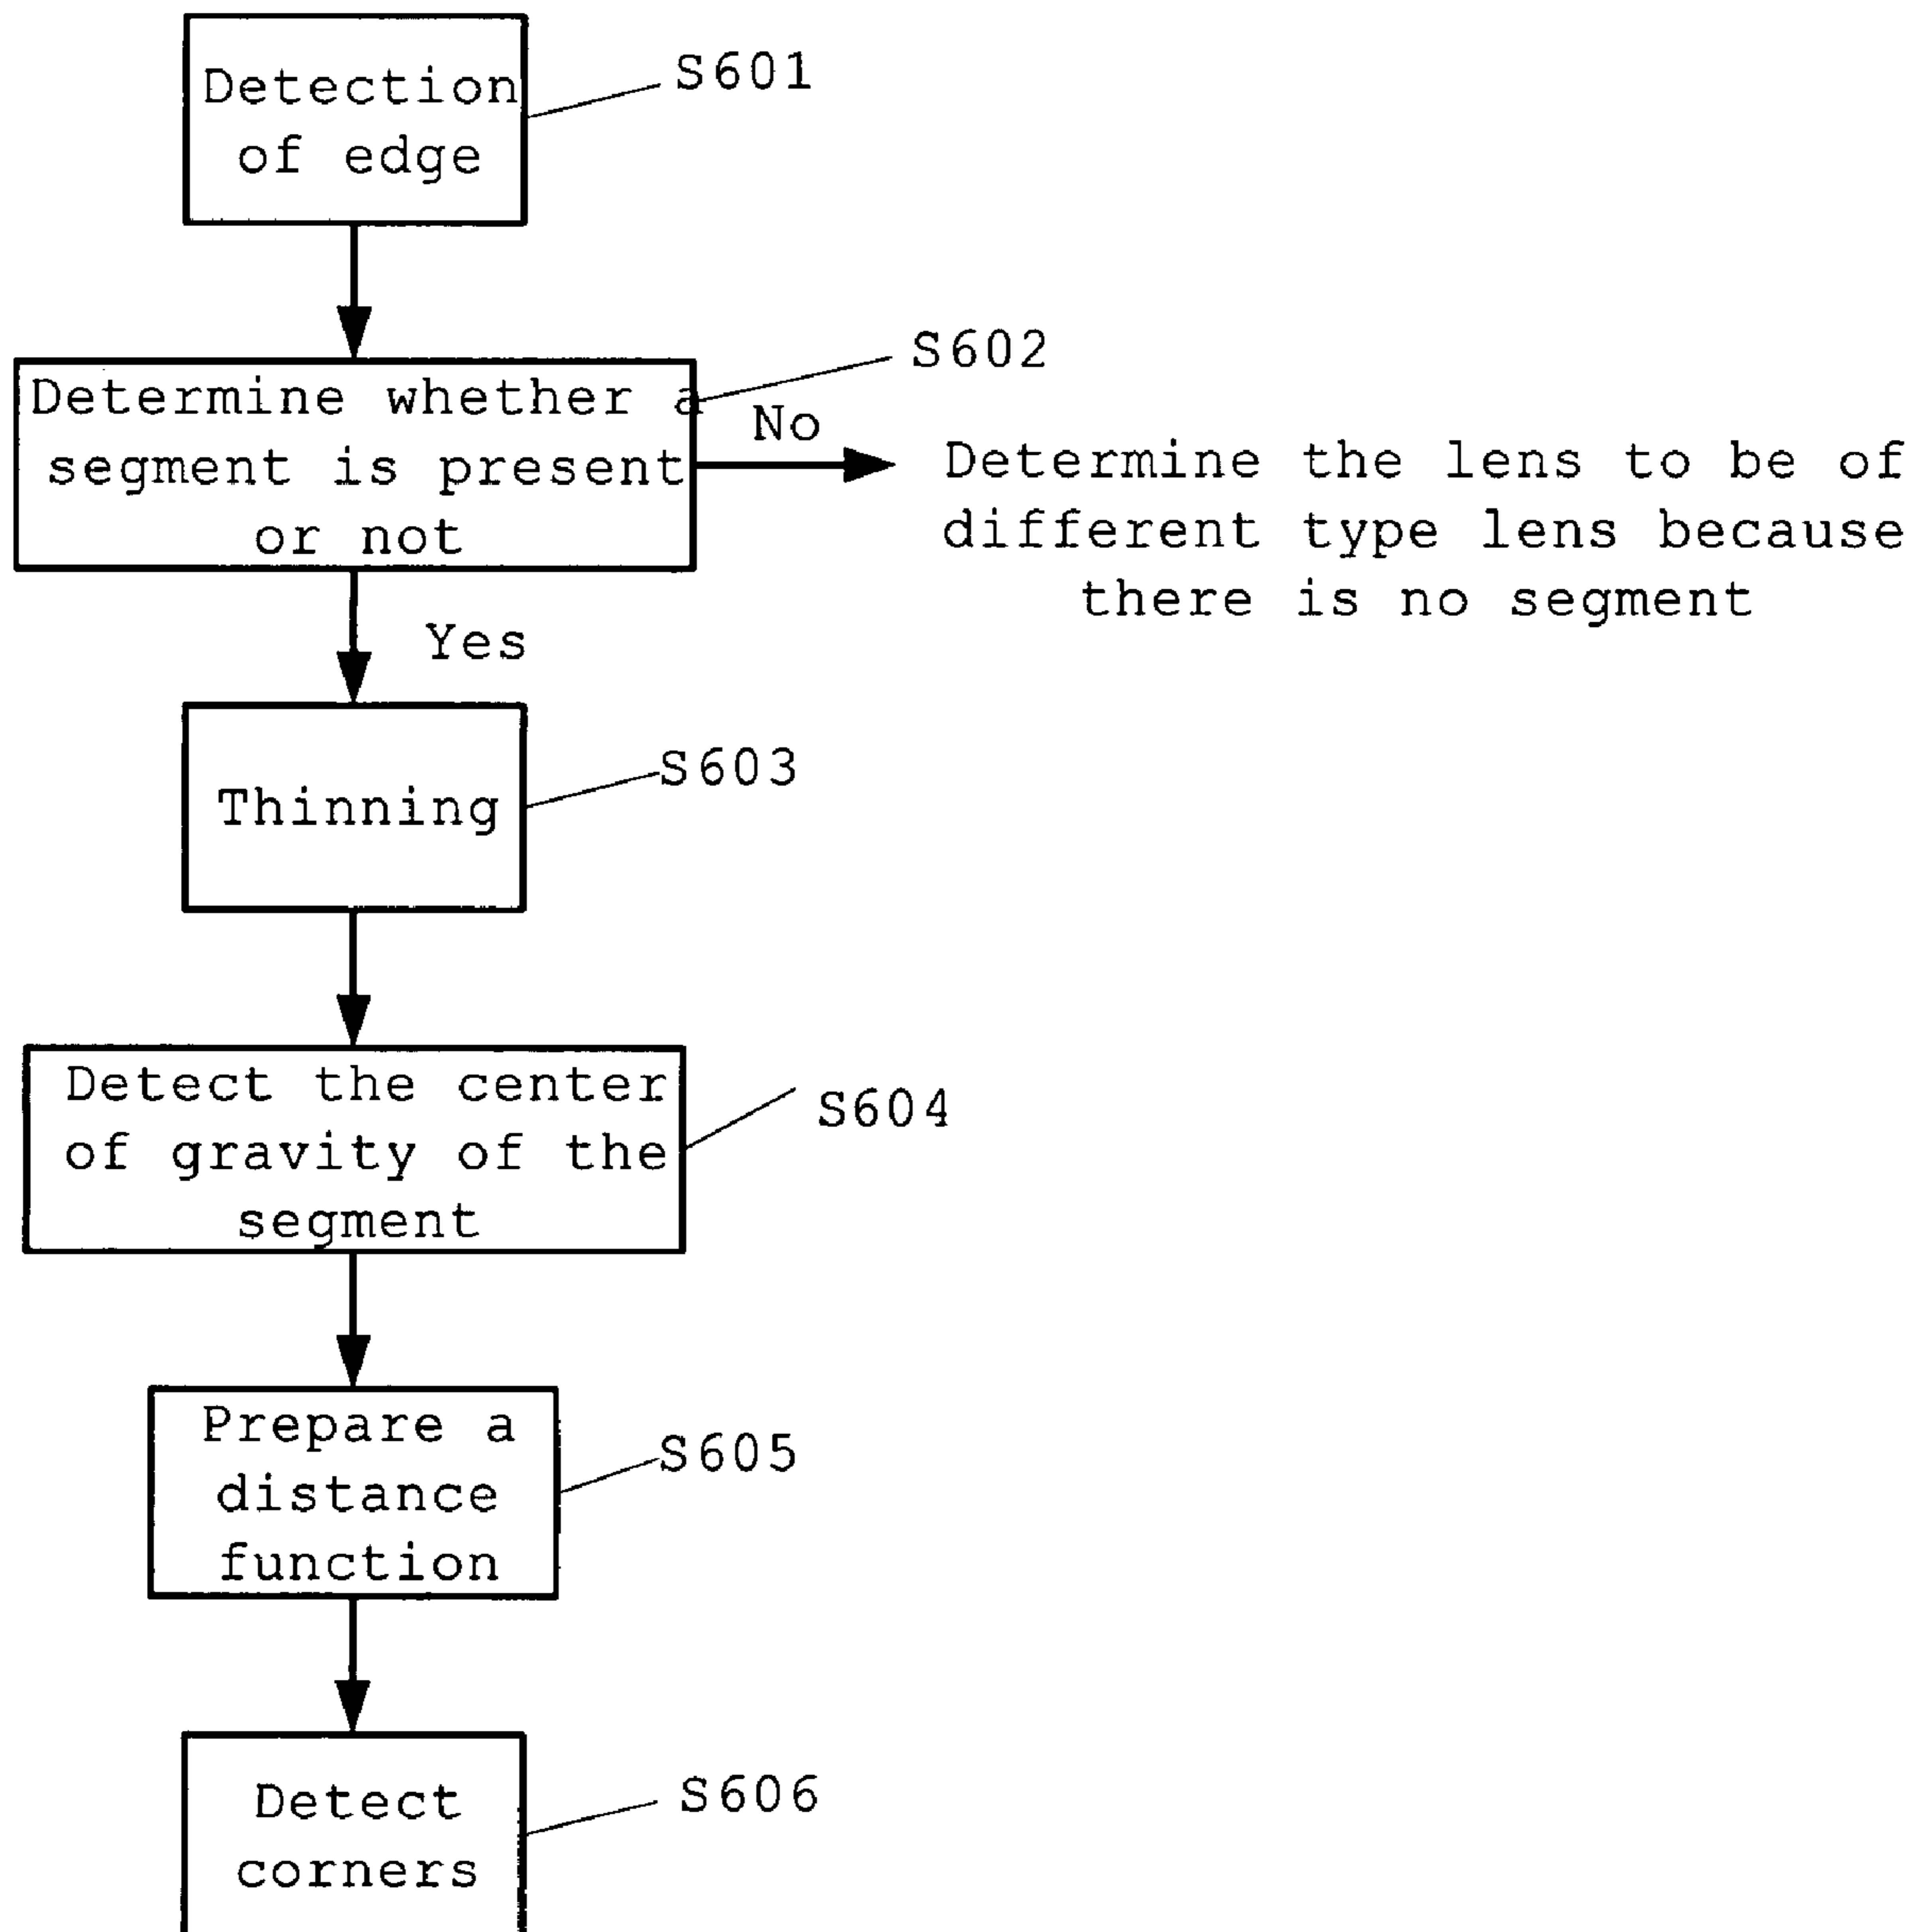 Detection
of edge
S601
Determine whether a
segment is present
or not
S602
No
Determine the lens to be of
different type lens because
there is no segment
Yes
Thinning
S603
Detect the center
of gravity of the
segment
S604
Prepare a
distance
function
S605
Detect
corners
S606